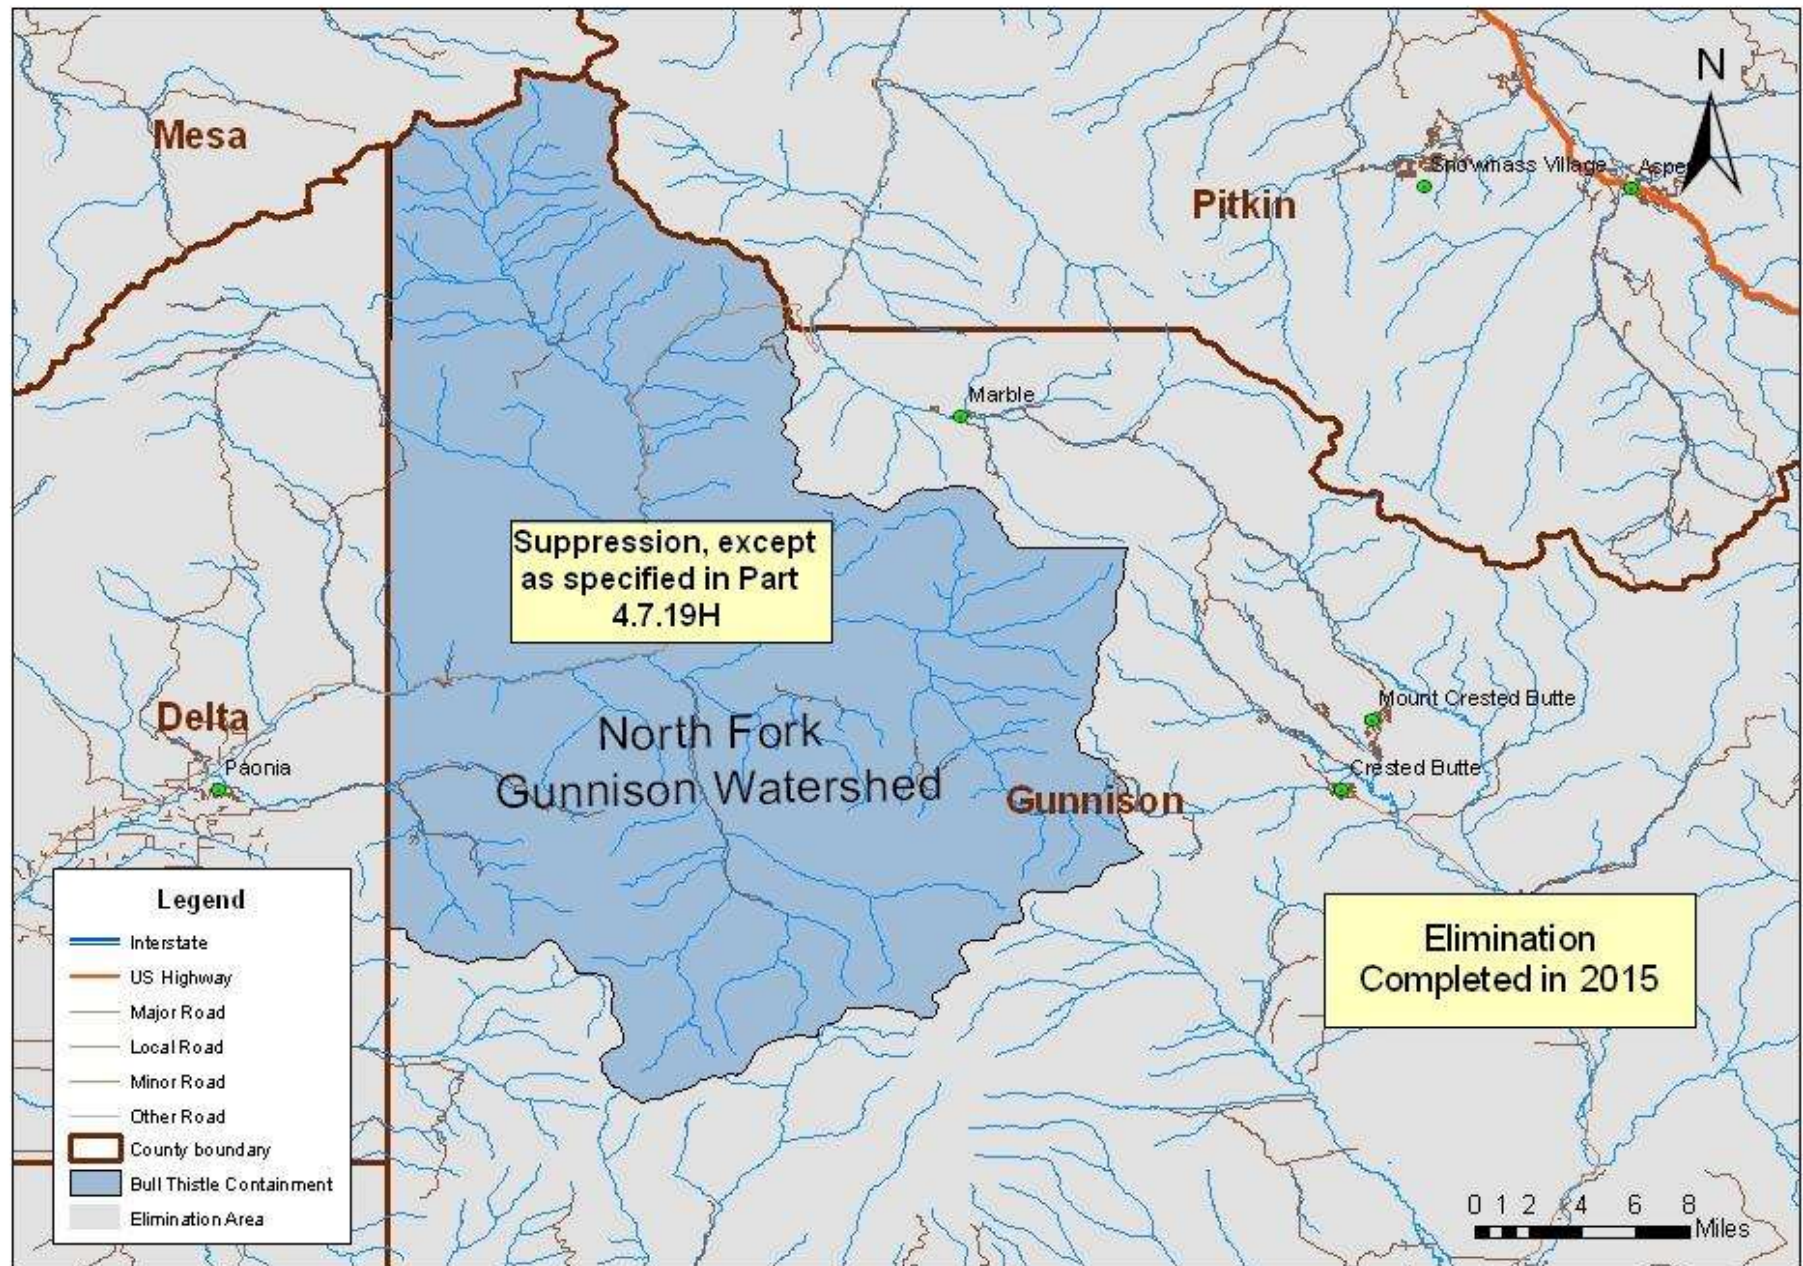 N
Mesa
Snowmass Village
Aspe
Pitkin
Marble
Suppression, except
as specified in Part
4.7.19H
Mount Crested Butte
Delta
North Fork
Gunnison Watershed
Paonia
Crested Butte
Gunnison
Legend
Interstate
US Highway
Major Road
Local Road
Minor Road
Other Road
County boundary
Bull Thistle Containment
Elimination Area
Elimination
Completed in 2015
0 1 2 4 6 8
Miles